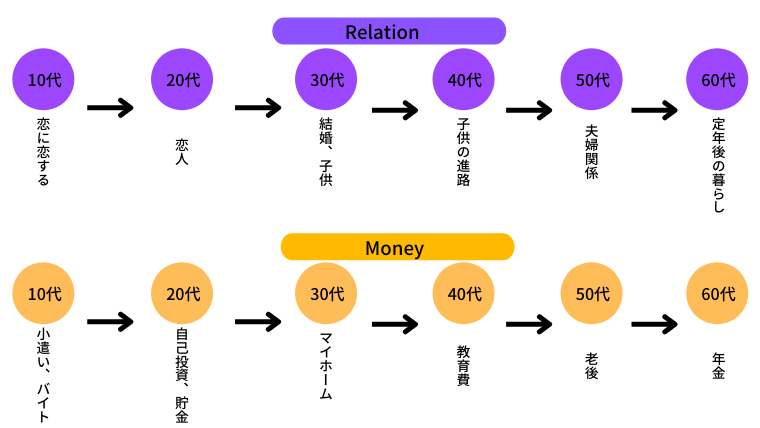 Relation
10代
20代
30代
40代
50代
60代
恋に恋する
恋人
結婚、子供
子供の進路
夫婦関係
定年後の暮らし
Money
10代
20代
30代
40代
50代
60代
小遣い、バイト
自己投資、貯金
マイホーム
教育費
老後
年金